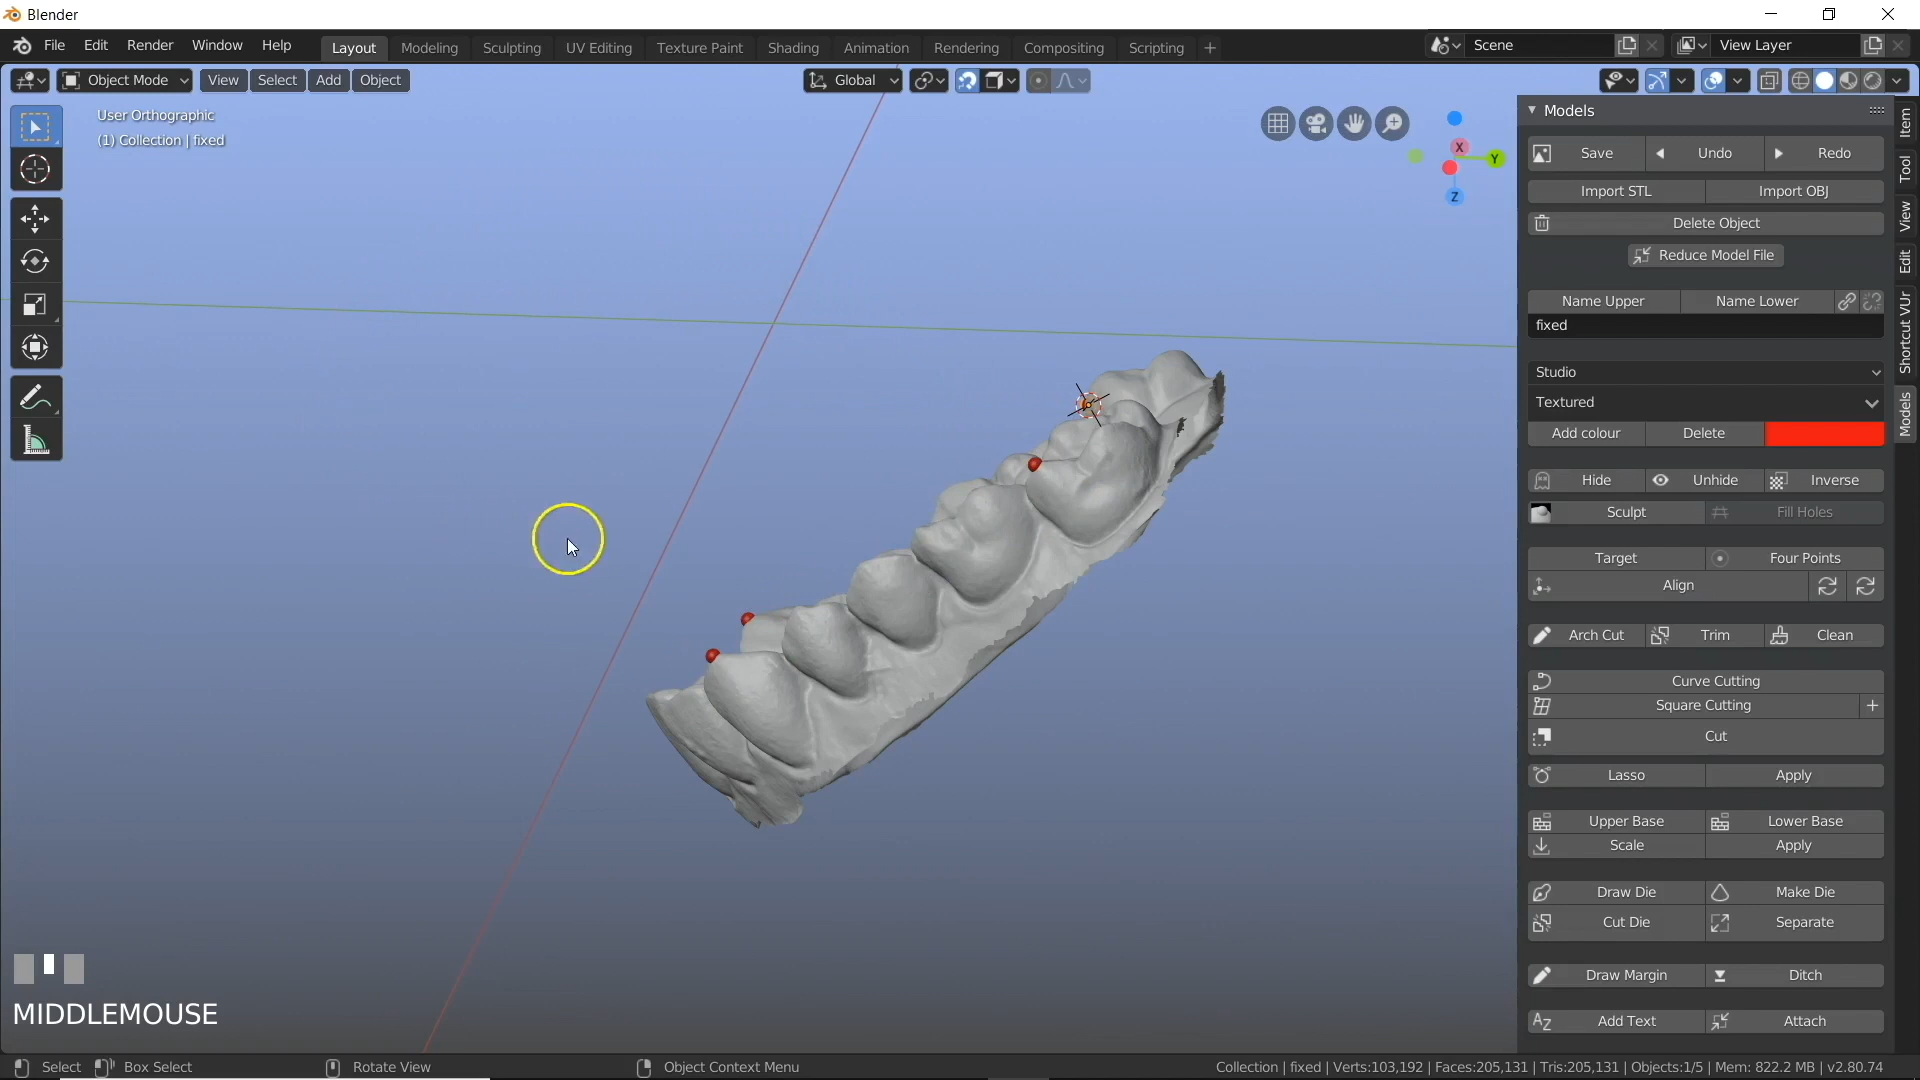 Blender
File Edit Render Window Help Layout Modeling Sculpting UV Editing Texture Paint Shading Animation Rendering Compositing Scripting + Scene View Layer
Object Mode View Select Add Object Global
User Orthographic
(1) Collection | fixed
X
Y
Z
Models
Save Undo Redo
Import STL Import OBJ
Delete Object
Reduce Model File
Name Upper Name Lower
fixed
Studio
Textured
Add colour Delete
Hide Unhide Inverse
Sculpt Fill Holes
Target Four Points
Align
Arch Cut Trim Clean
Curve Cutting
Square Cutting +
Cut
Lasso Apply
Upper Base Lower Base
Scale Apply
Draw Die Make Die
Cut Die Separate
Draw Margin Ditch
Add Text Attach
Item
Tool
View
Edit
Shortcut VUr
Models
MIDDLEMOUSE
Select Box Select Rotate View Object Context Menu Collection | fixed | Verts:103,192 | Faces:205,131 | Tris:205,131 | Objects:1/5 | Mem: 822.2 MB | v2.80.74